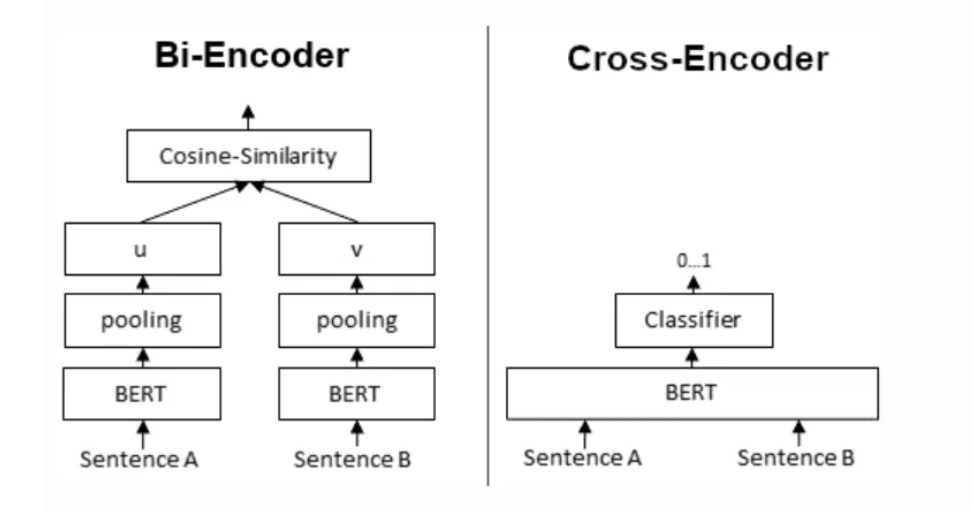 Bi-Encoder
Cosine-Similarity
u
v
pooling
pooling
BERT
BERT
Sentence A
Sentence B
Cross-Encoder
0...1
Classifier
BERT
Sentence A
Sentence B